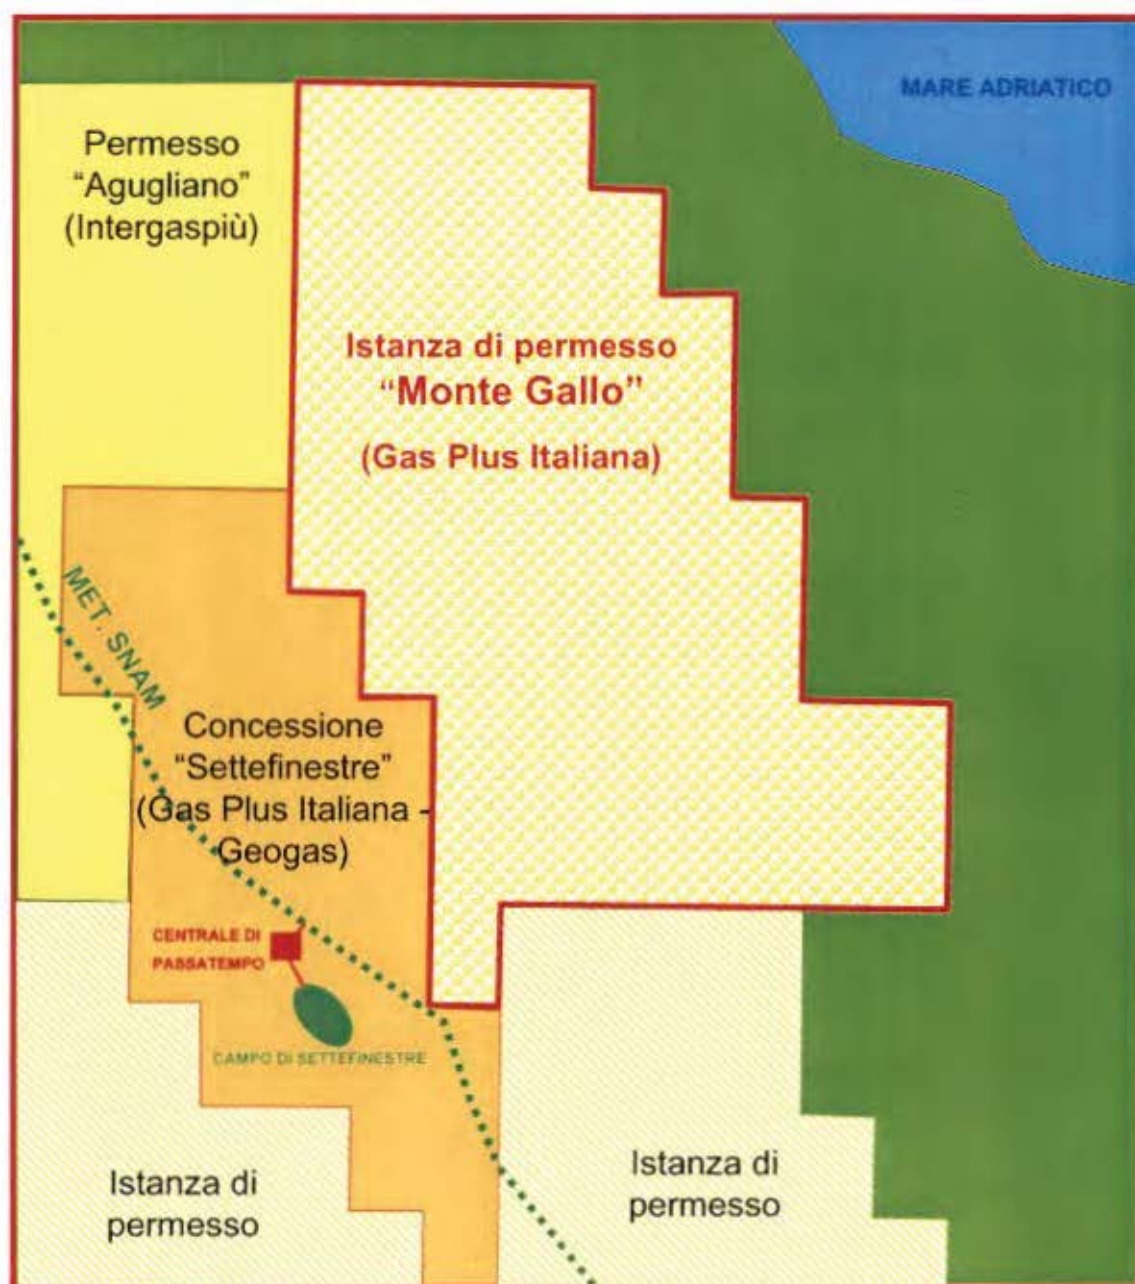 MARE ADRIATICO
Permesso
"Agugliano"
(Intergaspiù)
Istanza di permesso
"Monte Gallo"
(Gas Plus Italiana)
MET. SNAM
Concessione
"Settefinestre"
(Gas Plus Italiana -
Geogas)
CENTRALE DI
PASSATEMPO
CAMPO DI SETTEFINESTRE
Istanza di
permesso
Istanza di
permesso